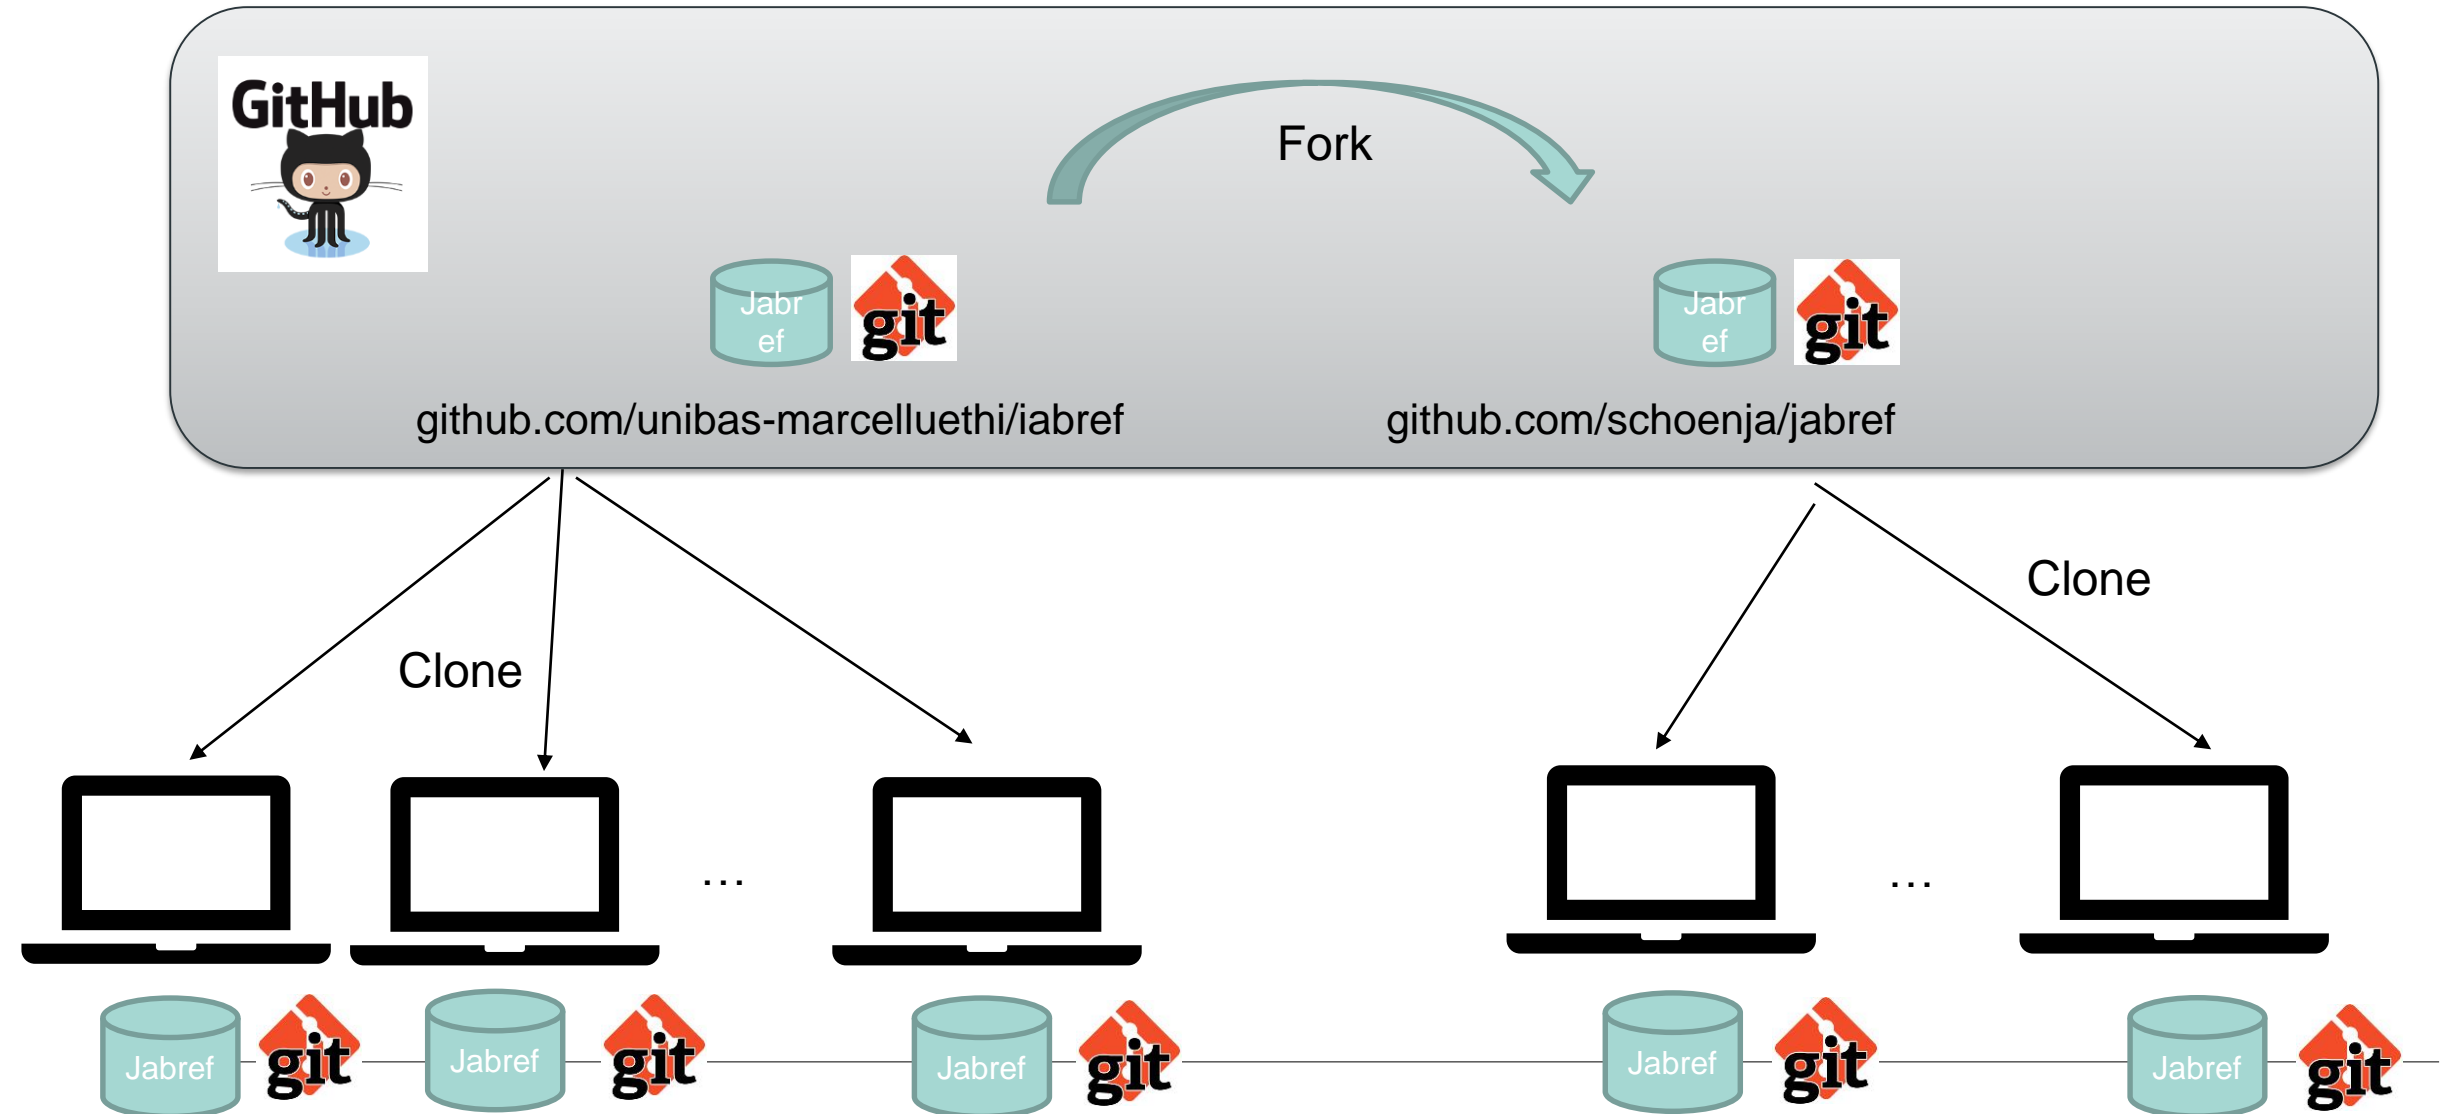 GitHub
Fork
Jabr
ef
git
Jabr
ef
git
github.com/unibas-marcelluethi/iabref
github.com/schoenja/jabref
Clone
Clone
...
...
Jabref
git
Jabref
git
Jabref
git
Jabref
git
Jabref
git